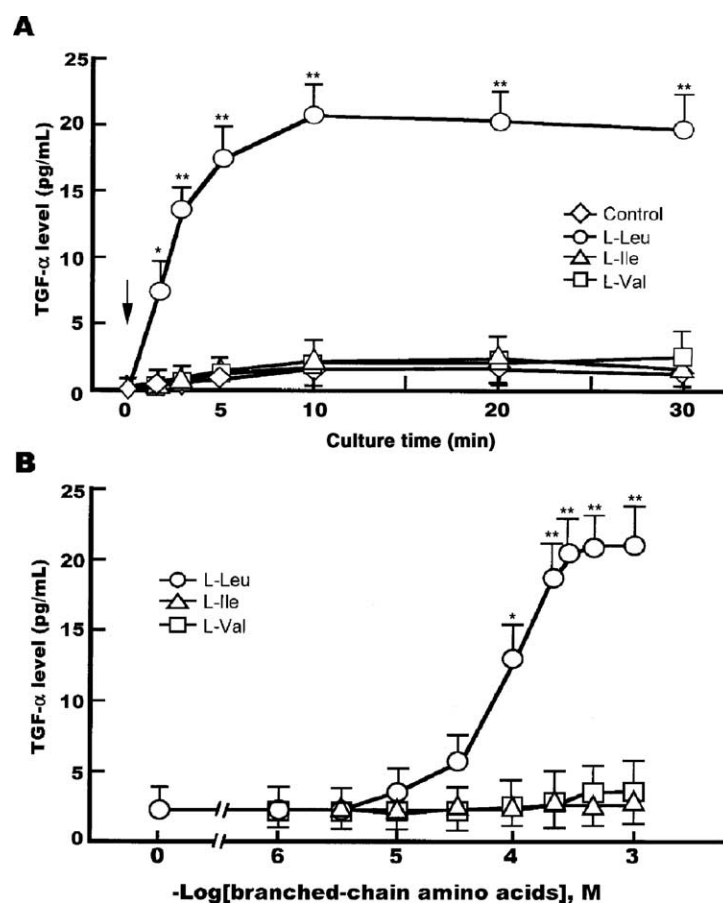 A
25
20
15
10
5
0
TGF-α level (pg/mL)
** ** ** ** ** *
Control
L-Leu
L-Ile
L-Val
0 5 10 20 30
Culture time (min)
B
25
20
15
10
5
0
TGF-α level (pg/mL)
* ** ** ** **
L-Leu
L-Ile
L-Val
0 6 5 4 3
-Log[branched-chain amino acids], M